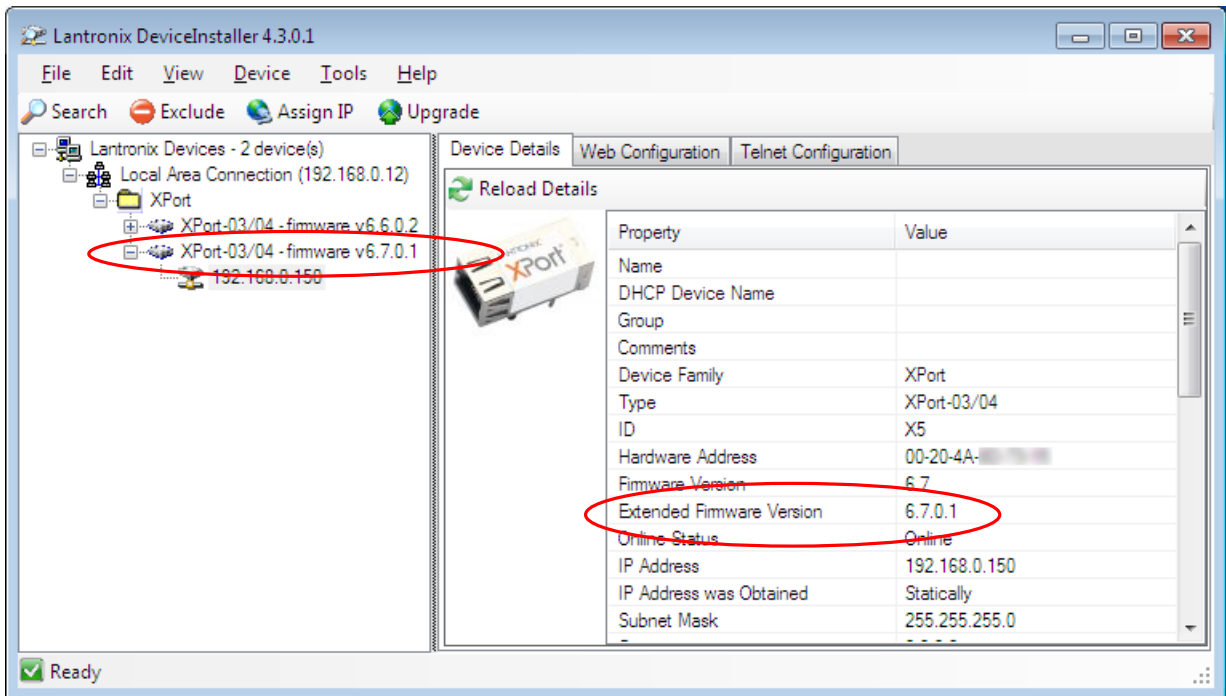 Lantronix DeviceInstaller 4.3.0.1
File Edit View Device Tools Help
Search Exclude Assign IP Upgrade
Lantronix Devices - 2 device(s)
Local Area Connection (192.168.0.12)
XPort
XPort-03/04 - firmware v6.6.0.2
XPort-03/04 - firmware v6.7.0.1
192.168.0.150
Device Details Web Configuration Telnet Configuration
Reload Details
LANTRONIX
XPort
Property Value
Name
DHCP Device Name
Group
Comments
Device Family XPort
Type XPort-03/04
ID X5
Hardware Address 00-20-4A-
Firmware Version 6.7
Extended Firmware Version 6.7.0.1
Online Status Online
IP Address 192.168.0.150
IP Address was Obtained Statically
Subnet Mask 255.255.255.0
Ready